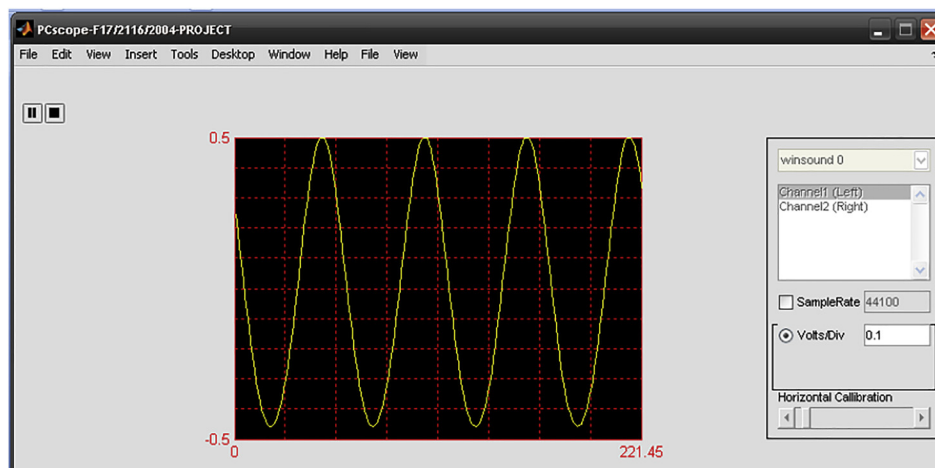 PCscope-F17/2116/2004-PROJECT
File Edit View Insert Tools Desktop Window Help File View
0.5
-0.5
0
221.45
winsound 0
Channel1 (Left)
Channel2 (Right)
SampleRate 44100
Volts/Div 0.1
Horizontal Callibration